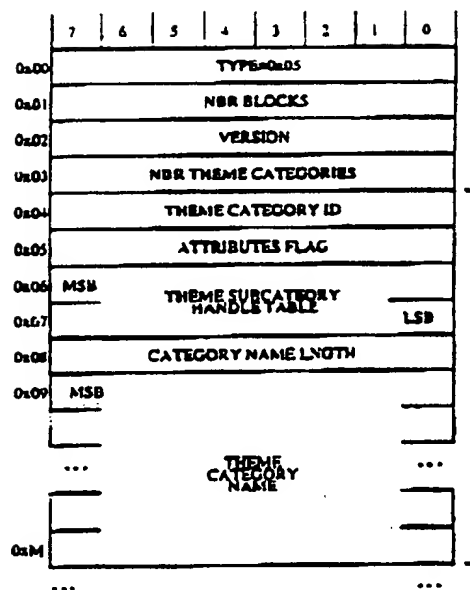 7 6 5 4 3 2 1 0
0x00 TYPE=0x05
0x01 NBR BLOCKS
0x02 VERSION
0x03 NBR THEME CATEGORIES
0x04 THEME CATEGORY ID
0x05 ATTRIBUTES FLAG
0x06 MSB
THEME SUBCATEGORY
HANDLE TABLE
0x07 LSB
0x08 CATEGORY NAME LNGTH
0x09 MSB
... THEME ...
CATEGORY
NAME
0xM
... ...